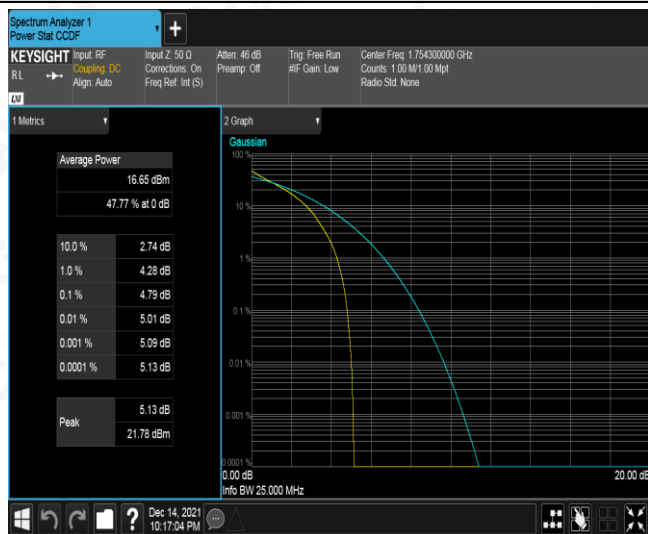 Spectrum Analyzer 1
Power Stat CCDF
+
KEYSIGHT Input: RF Input Z: 50 Ω Atten: 46 dB Trig: Free Run Center Freq: 1.754300000 GHz
RL Coupling: DC Corrections: On Preamp: Off #IF Gain: Low Counts: 1.00 M/1.00 Mpt
Align: Auto Freq Ref: Int (S) Radio Std: None
LXI
1 Metrics
Average Power
16.65 dBm
47.77 % at 0 dB
10.0 % 2.74 dB
1.0 % 4.28 dB
0.1 % 4.79 dB
0.01 % 5.01 dB
0.001 % 5.09 dB
0.0001 % 5.13 dB
Peak 5.13 dB
21.78 dBm
2 Graph
Gaussian
100 %
10 %
1 %
0.1 %
0.01 %
0.001 %
0.0001 %
0.00 dB 20.00 dB
Info BW 25.000 MHz
? Dec 14, 2021
10:17:04 PM